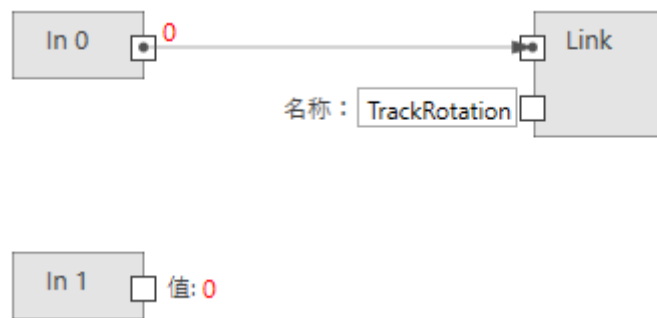 In 0
0
Link
名称：
TrackRotation
In 1
值: 0